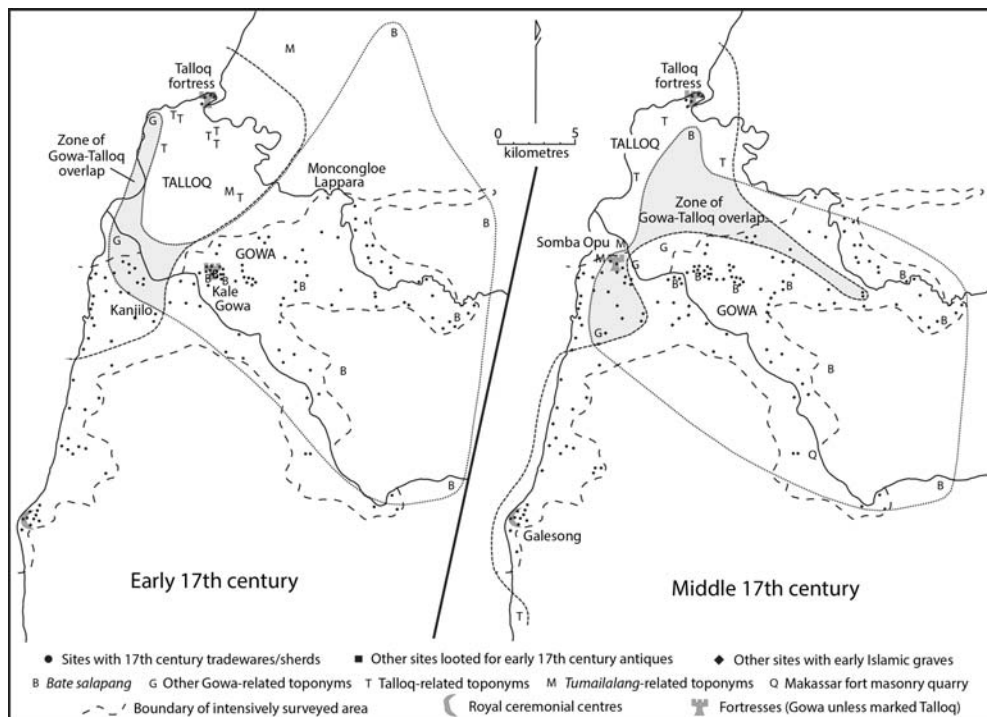 Talloq
fortress
Zone of
Gowa-Talloq
overlap
TALLOQ
Moncongloe
Lappara
GOWA
Kale
Gowa
Kanjilo
Early 17th century
M
B
G
T
T
T
T
T
T
M
T
B
G
B
B
B
B
B
B
B
0 5
kilometres
Talloq
fortress
TALLOQ
Zone of
Gowa-Talloq overlap
Somba Opu
GOWA
Galesong
Middle 17th century
T
B
T
T
M
M
G
G
B
B
B
B
B
G
B
Q
B
T
● Sites with 17th century tradewares/sherds ■ Other sites looted for early 17th century antiques ◆ Other sites with early Islamic graves
B Bate salapang G Other Gowa-related toponyms T Talloq-related toponyms M Tumailalang-related toponyms Q Makassar fort masonry quarry
Boundary of intensively surveyed area Royal ceremonial centres Fortresses (Gowa unless marked Talloq)